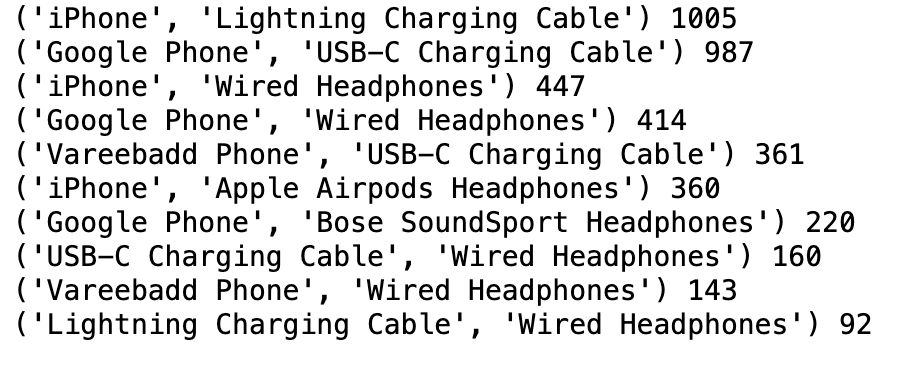 ('iPhone', 'Lightning Charging Cable') 1005
('Google Phone', 'USB-C Charging Cable') 987
('iPhone', 'Wired Headphones') 447
('Google Phone', 'Wired Headphones') 414
('Vareebadd Phone', 'USB-C Charging Cable') 361
('iPhone', 'Apple Airpods Headphones') 360
('Google Phone', 'Bose SoundSport Headphones') 220
('USB-C Charging Cable', 'Wired Headphones') 160
('Vareebadd Phone', 'Wired Headphones') 143
('Lightning Charging Cable', 'Wired Headphones') 92